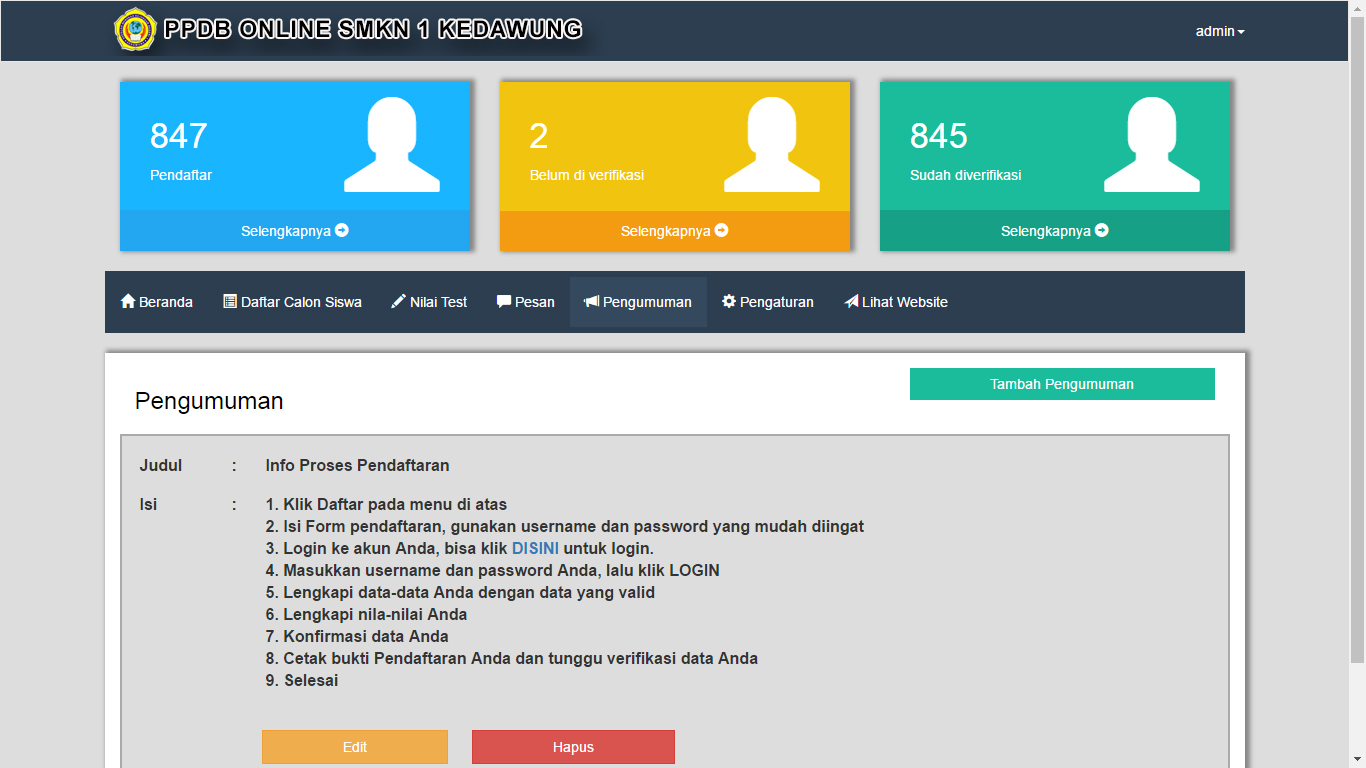 PPDB ONLINE SMKN 1 KEDAWUNG
admin
847
Pendaftar
Selengkapnya
2
Belum di verifikasi
Selengkapnya
845
Sudah diverifikasi
Selengkapnya
Beranda Daftar Calon Siswa Nilai Test Pesan Pengumuman Pengaturan Lihat Website
Pengumuman
Tambah Pengumuman
Judul : Info Proses Pendaftaran
Isi : 1. Klik Daftar pada menu di atas
2. Isi Form pendaftaran, gunakan username dan password yang mudah diingat
3. Login ke akun Anda, bisa klik DISINI untuk login.
4. Masukkan username dan password Anda, lalu klik LOGIN
5. Lengkapi data-data Anda dengan data yang valid
6. Lengkapi nila-nilai Anda
7. Konfirmasi data Anda
8. Cetak bukti Pendaftaran Anda dan tunggu verifikasi data Anda
9. Selesai
Edit Hapus